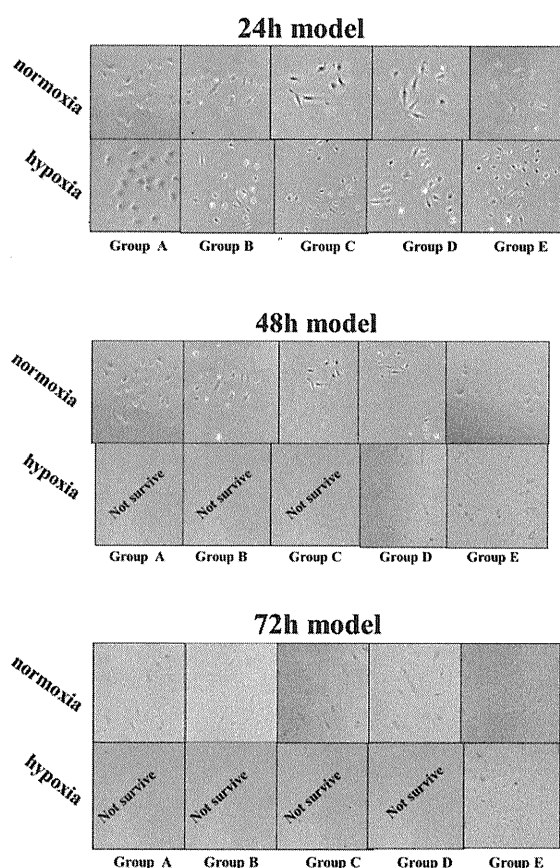 24h model
normoxia
hypoxia
Group A Group B Group C Group D Group E
48h model
normoxia
hypoxia
Not survive Not survive Not survive
Group A Group B Group C Group D Group E
72h model
normoxia
hypoxia
Not survive Not survive Not survive Not survive
Group A Group B Group C Group D Group E